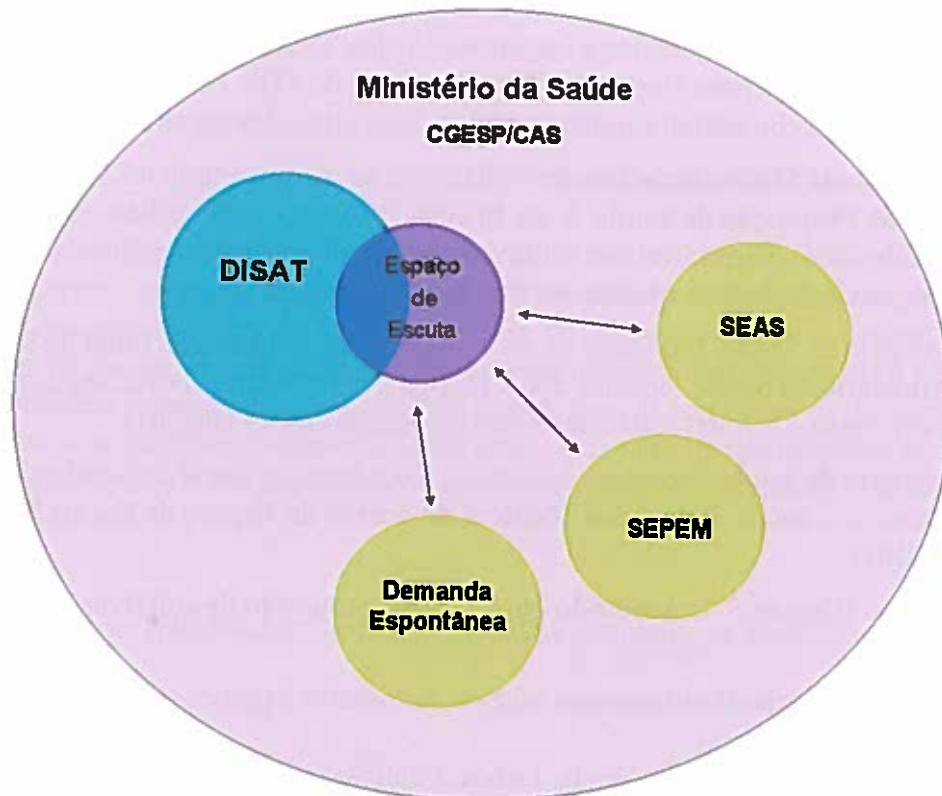 Ministério da Saúde
CGESP/CAS
DISAT
Espaço
de
Escuta
SEAS
SEPEM
Demanda
Espontânea